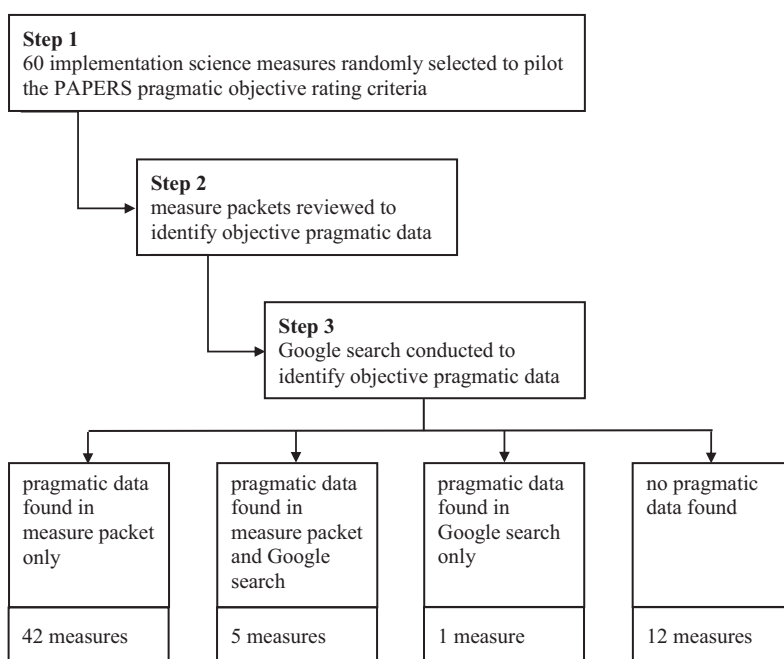 Step 1
60 implementation science measures randomly selected to pilot
the PAPERS pragmatic objective rating criteria
Step 2
measure packets reviewed to
identify objective pragmatic data
Step 3
Google search conducted to
identify objective pragmatic data
pragmatic data
found in
measure packet
only
pragmatic data
found in
measure packet
and Google
search
pragmatic data
found in
Google search
only
no pragmatic
data found
42 measures
5 measures
1 measure
12 measures